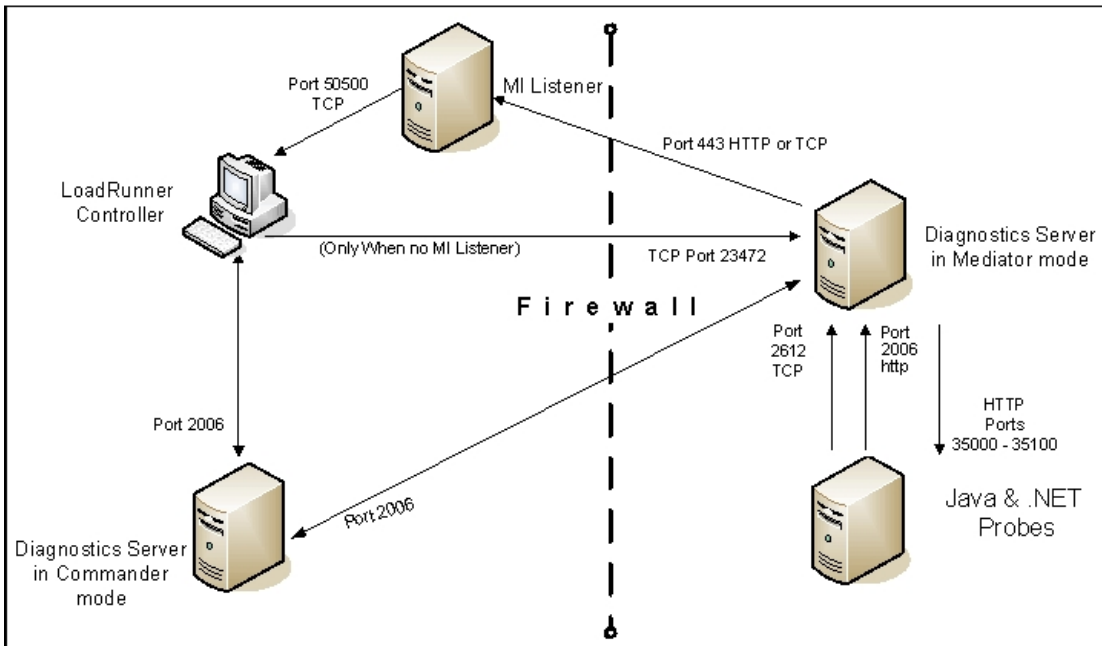 Port 50500
TCP
MI Listener
Port 443 HTTP or TCP
LoadRunner
Controller
(Only When no MI Listener)
TCP Port 23472
Diagnostics Server
in Mediator mode
Firewall
Port
2612
TCP
Port
2006
http
HTTP
Ports
35000 - 35100
Port 2006
Port 2006
Java & .NET
Probes
Diagnostics Server
in Commander
mode